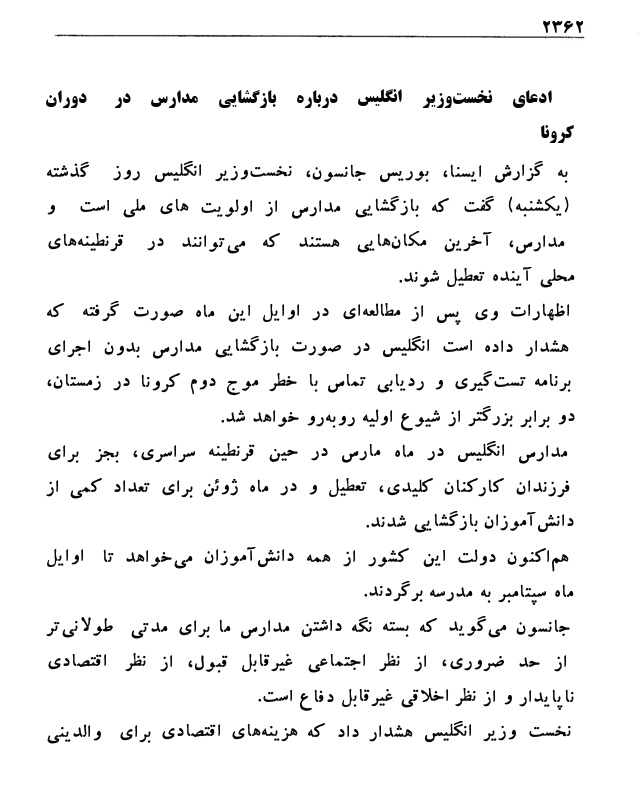 ۲۳۶۲
ادعای نخست‌وزیر انگلیس درباره بازگشایی مدارس در دوران
کرونا
به گزارش ایسنا، بوریس جانسون، نخست‌وزیر انگلیس روز گذشته
(یکشنبه) گفت که بازگشایی مدارس از اولویت های ملی است و
مدارس، آخرین مکان‌هایی هستند که می‌توانند در قرنطینه‌های
محلی آینده تعطیل شوند.
اظهارات وی پس از مطالعه‌ای در اوایل این ماه صورت گرفته که
هشدار داده است انگلیس در صورت بازگشایی مدارس بدون اجرای
برنامه تست‌گیری و ردیابی تماس با خطر موج دوم کرونا در زمستان،
دو برابر بزرگتر از شیوع اولیه روبه‌رو خواهد شد.
مدارس انگلیس در ماه مارس در حین قرنطینه سراسری، بجز برای
فرزندان کارکنان کلیدی، تعطیل و در ماه ژوئن برای تعداد کمی از
دانش‌آموزان بازگشایی شدند.
هم‌اکنون دولت این کشور از همه دانش‌آموزان می‌خواهد تا اوایل
ماه سپتامبر به مدرسه برگردند.
جانسون می‌گوید که بسته نگه داشتن مدارس ما برای مدتی طولانی‌تر
از حد ضروری، از نظر اجتماعی غیرقابل قبول، از نظر اقتصادی
ناپایدار و از نظر اخلاقی غیرقابل دفاع است.
نخست وزیر انگلیس هشدار داد که هزینه‌های اقتصادی برای والدینی